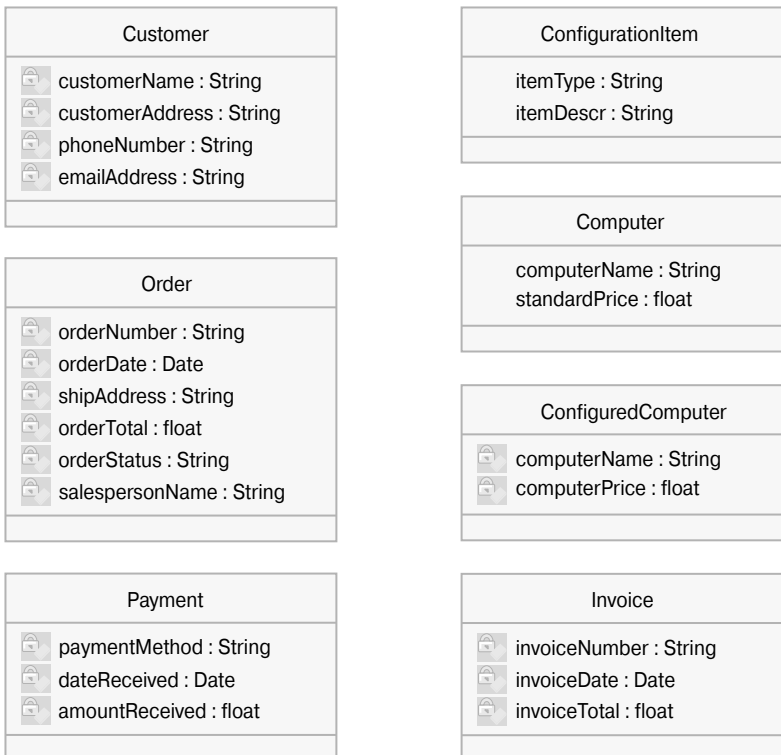 Customer
customerName : String
customerAddress : String
phoneNumber : String
emailAddress : String
Order
orderNumber : String
orderDate : Date
shipAddress : String
orderTotal : float
orderStatus : String
salespersonName : String
Payment
paymentMethod : String
dateReceived : Date
amountReceived : float
ConfigurationItem
itemType : String
itemDescr : String
Computer
computerName : String
standardPrice : float
ConfiguredComputer
computerName : String
computerPrice : float
Invoice
invoiceNumber : String
invoiceDate : Date
invoiceTotal : float